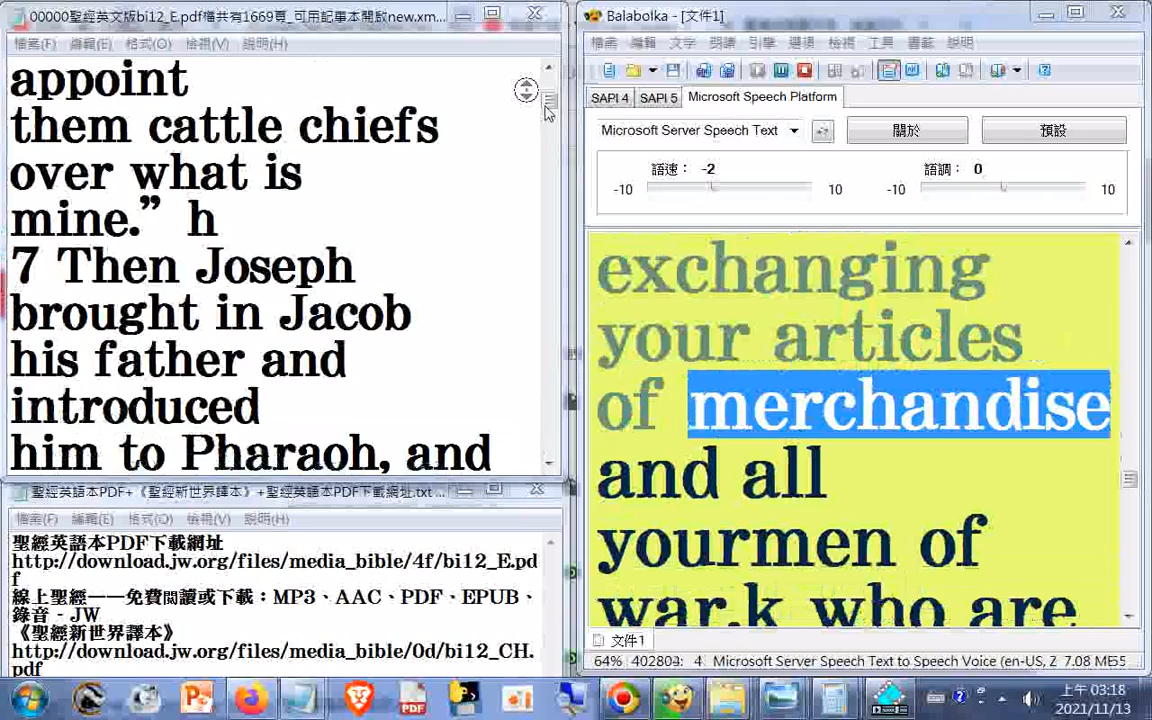 00000聖經英文版bi12_E.pdf檔共有1669頁_可用記事本開啟new.xm...
檔案(F) 編輯(E) 格式(O) 檢視(V) 說明(H)
appoint
them cattle chiefs
over what is
mine.” h
7 Then Joseph
brought in Jacob
his father and
introduced
him to Pharaoh, and
聖經英語本PDF+《聖經新世界譯本》+聖經英語本PDF下載網址.txt ...
檔案(F) 編輯(E) 格式(O) 檢視(V) 說明(H)
聖經英語本PDF下載網址
http://download.jw.org/files/media_bible/4f/bi12_E.pd
f
線上聖經——免費閱讀或下載：MP3、AAC、PDF、EPUB、
錄音 - JW
《聖經新世界譯本》
http://download.jw.org/files/media_bible/0d/bi12_CH.
pdf
Balabolka - [文件1]
檔案 編輯 文字 朗讀 引擎 選項 檢視 工具 書籤 說明
SAPI 4 SAPI 5 Microsoft Speech Platform
Microsoft Server Speech Text 關於 預設
語速： -2 語調： 0
-10 10 -10 10
exchanging
your articles
of merchandise
and all
yourmen of
war,k who are
文件1
64% 402804: 4 Microsoft Server Speech Text to Speech Voice (en-US, Z 7.08 ME55
PDF
上午 03:18
2021/11/13